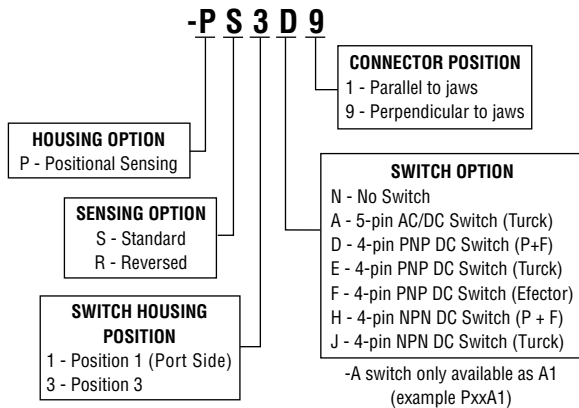 -P S 3 D 9
CONNECTOR POSITION
1 - Parallel to jaws
9 - Perpendicular to jaws
HOUSING OPTION
P - Positional Sensing
SWITCH OPTION
N - No Switch
A - 5-pin AC/DC Switch (Turck)
D - 4-pin PNP DC Switch (P+F)
E - 4-pin PNP DC Switch (Turck)
F - 4-pin PNP DC Switch (Efector)
H - 4-pin NPN DC Switch (P + F)
J - 4-pin NPN DC Switch (Turck)
SENSING OPTION
S - Standard
R - Reversed
SWITCH HOUSING
POSITION
1 - Position 1 (Port Side)
3 - Position 3
-A switch only available as A1
(example PxxA1)